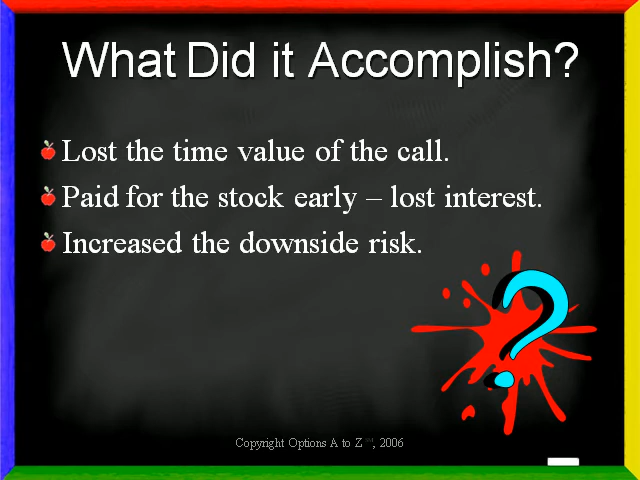 What Did it Accomplish?
Lost the time value of the call.
Paid for the stock early – lost interest.
Increased the downside risk.
Copyright Options A to Z℠, 2006